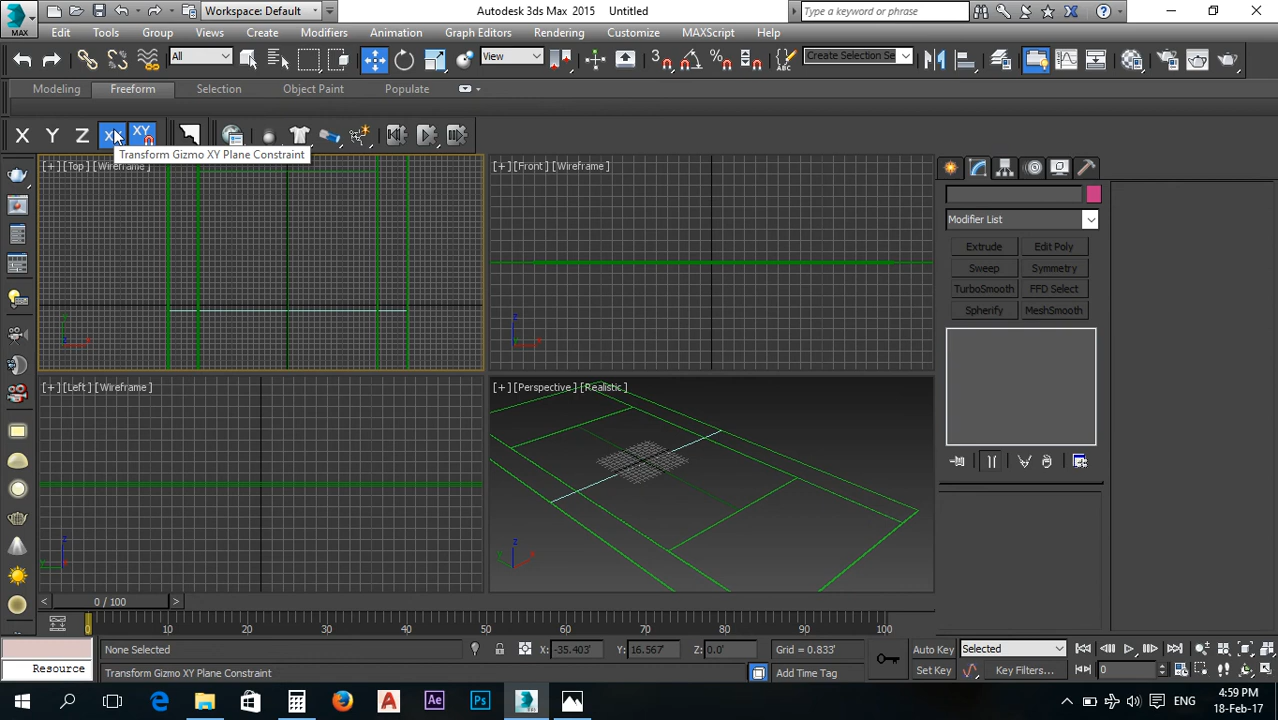 Workspace: Default
Autodesk 3ds Max 2015 Untitled
Type a keyword or phrase
MAX
Edit Tools Group Views Create Modifiers Animation Graph Editors Rendering Customize MAXScript Help
All
View
Create Selection Se
Modeling Freeform Selection Object Paint Populate
X Y Z XY XY
Transform Gizmo XY Plane Constraint
[+] [Top] [Wireframe]
[+] [Front] [Wireframe]
Modifier List
Extrude Edit Poly
Sweep Symmetry
TurboSmooth FFD Select
Spherify MeshSmooth
[+] [Left] [Wireframe]
[+] [Perspective] [Realistic]
< 0 / 100 >
0 10 20 30 40 50 60 70 80 90 100
None Selected X: -35.403' Y: 16.567' Z: 0.0' Grid = 0.833' Auto Key Selected
Resource Transform Gizmo XY Plane Constraint Add Time Tag Set Key Key Filters... 0
Ae Ps
ENG
4:59 PM
18-Feb-17